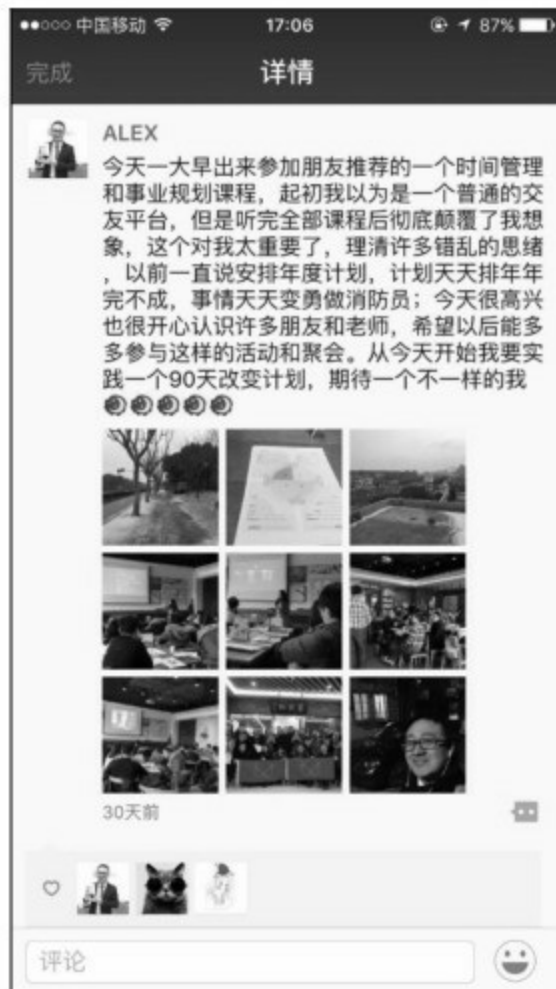 中国移动 17:06 87%
完成 详情
ALEX
今天一大早出来参加朋友推荐的一个时间管理
和事业规划课程，起初我以为是一个普通的交
友平台，但是听完全部课程后彻底颠覆了我想
象，这个对我太重要了，理清许多错乱的思绪
，以前一直说安排年度计划，计划天天排年年
完不成，事情天天变勇做消防员；今天很高兴
也很开心认识许多朋友和老师，希望以后能多
多参与这样的活动和聚会。从今天开始我要实
践一个90天改变计划，期待一个不一样的我
30天前
评论